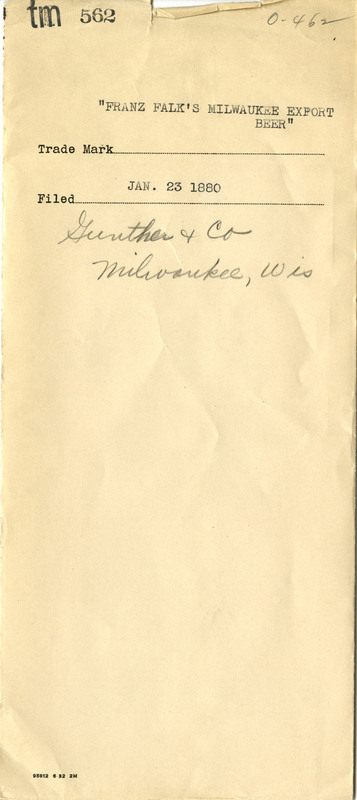 tm 562
0-462
"FRANZ FALK'S MILWAUKEE EXPORT
BEER"
Trade Mark
JAN. 23 1880
Filed
Gunther & Co
Milwaukee, Wis
95812 6 52 2M